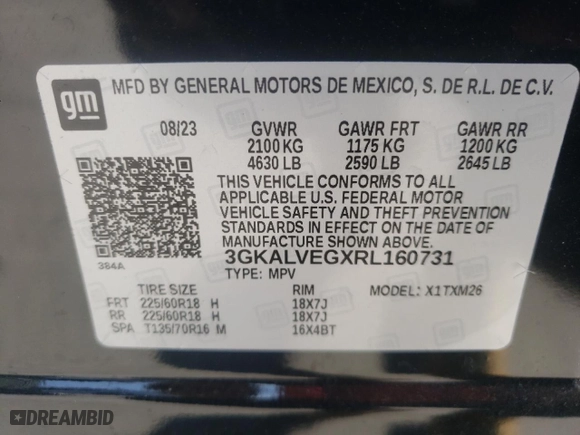 gm
MFD BY GENERAL MOTORS DE MEXICO, S. DE R.L. DE C.V.
08/23 GVWR GAWR FRT GAWR RR
2100 KG 1175 KG 1200 KG
4630 LB 2590 LB 2645 LB
THIS VEHICLE CONFORMS TO ALL
APPLICABLE U.S. FEDERAL MOTOR
VEHICLE SAFETY AND THEFT PREVENTION
STANDARDS IN EFFECT ON THE DATE OF
MANUFACTURE SHOWN ABOVE.
384A
3GKALVEGXRL160731
TYPE: MPV
TIRE SIZE RIM MODEL: X1TXM26
FRT 225/60R18 H 18X7J
RR 225/60R18 H 18X7J
SPA T135/70R16 M 16X4BT
DREAMBID